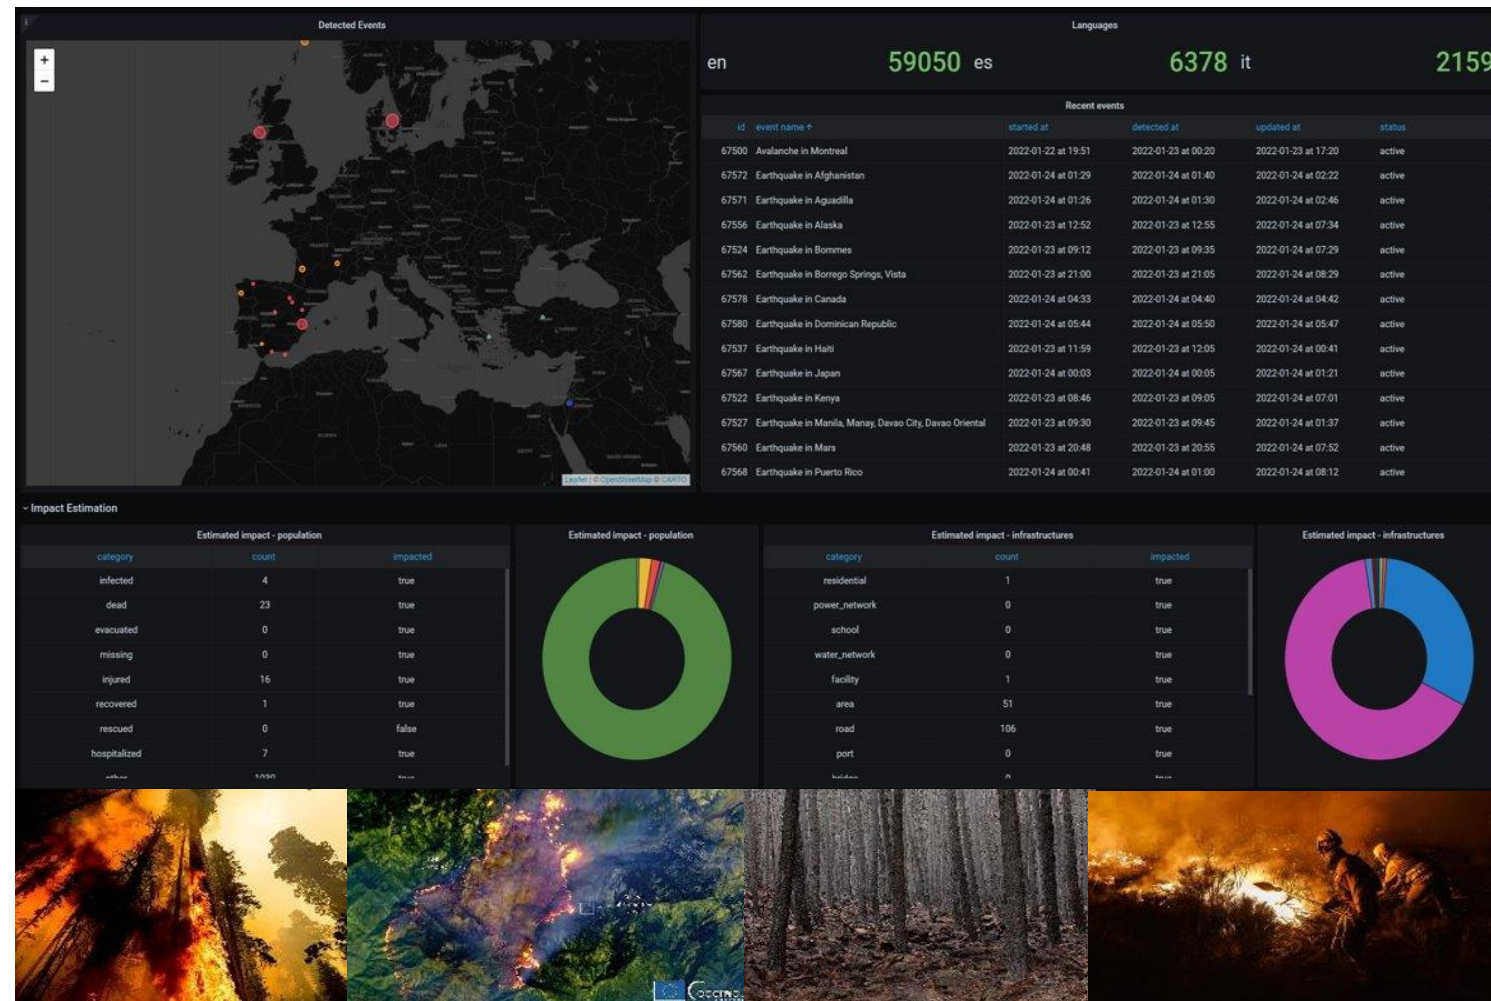 Detected Events
+
−
Leaflet | © OpenStreetMap © CARTO
Languages
en 59050 es 6378 it 2159
Recent events
id event name ↑ started at detected at updated at status
67500 Avalanche in Montreal 2022-01-22 at 19:51 2022-01-23 at 00:20 2022-01-23 at 17:20 active
67572 Earthquake in Afghanistan 2022-01-24 at 01:29 2022-01-24 at 01:40 2022-01-24 at 02:22 active
67571 Earthquake in Aguadilla 2022-01-24 at 01:26 2022-01-24 at 01:30 2022-01-24 at 02:46 active
67556 Earthquake in Alaska 2022-01-23 at 12:52 2022-01-23 at 12:55 2022-01-24 at 07:34 active
67524 Earthquake in Bommes 2022-01-23 at 09:12 2022-01-23 at 09:35 2022-01-24 at 07:29 active
67562 Earthquake in Borrego Springs, Vista 2022-01-23 at 21:00 2022-01-23 at 21:05 2022-01-24 at 08:29 active
67578 Earthquake in Canada 2022-01-24 at 04:33 2022-01-24 at 04:40 2022-01-24 at 04:42 active
67580 Earthquake in Dominican Republic 2022-01-24 at 05:44 2022-01-24 at 05:50 2022-01-24 at 05:47 active
67537 Earthquake in Haiti 2022-01-23 at 11:59 2022-01-23 at 12:05 2022-01-24 at 00:41 active
67567 Earthquake in Japan 2022-01-24 at 00:03 2022-01-24 at 00:05 2022-01-24 at 01:21 active
67522 Earthquake in Kenya 2022-01-23 at 08:46 2022-01-23 at 09:05 2022-01-24 at 07:01 active
67527 Earthquake in Manila, Manay, Davao City, Davao Oriental 2022-01-23 at 09:30 2022-01-23 at 09:45 2022-01-24 at 01:37 active
67560 Earthquake in Mars 2022-01-23 at 20:48 2022-01-23 at 20:55 2022-01-24 at 07:52 active
67568 Earthquake in Puerto Rico 2022-01-24 at 00:41 2022-01-24 at 01:00 2022-01-24 at 08:12 active
Impact Estimation
Estimated impact - population
category count impacted
infected 4 true
dead 23 true
evacuated 0 true
missing 0 true
injured 16 true
recovered 1 true
rescued 0 false
hospitalized 7 true
Estimated impact - population
Estimated impact - infrastructures
category count impacted
residential 1 true
power_network 0 true
school 0 true
water_network 0 true
facility 1 true
area 51 true
road 106 true
port 0 true
Estimated impact - infrastructures